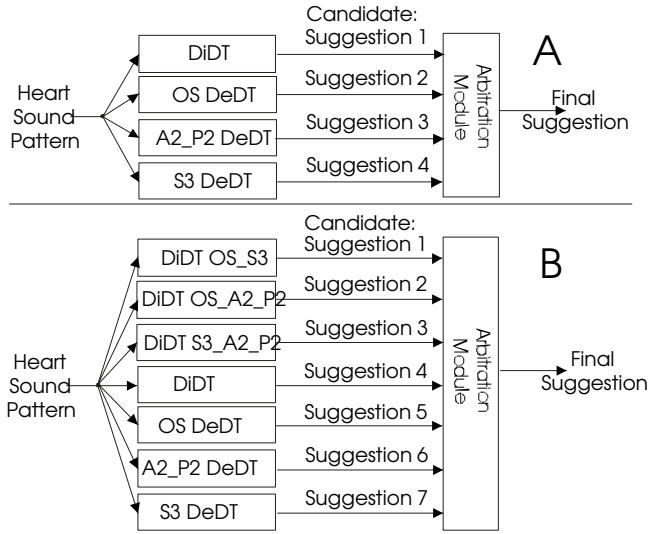 Candidate:
DiDT
Suggestion 1
A
OS DeDT
Suggestion 2
Heart
Sound
Pattern
A2_P2 DeDT
Suggestion 3
S3 DeDT
Suggestion 4
Arbitration
Module
Final
Suggestion
Candidate:
DiDT OS_S3
Suggestion 1
B
DiDT OS_A2_P2
Suggestion 2
DiDT S3_A2_P2
Suggestion 3
Heart
Sound
Pattern
DiDT
Suggestion 4
OS DeDT
Suggestion 5
A2_P2 DeDT
Suggestion 6
S3 DeDT
Suggestion 7
Arbitration
Module
Final
Suggestion